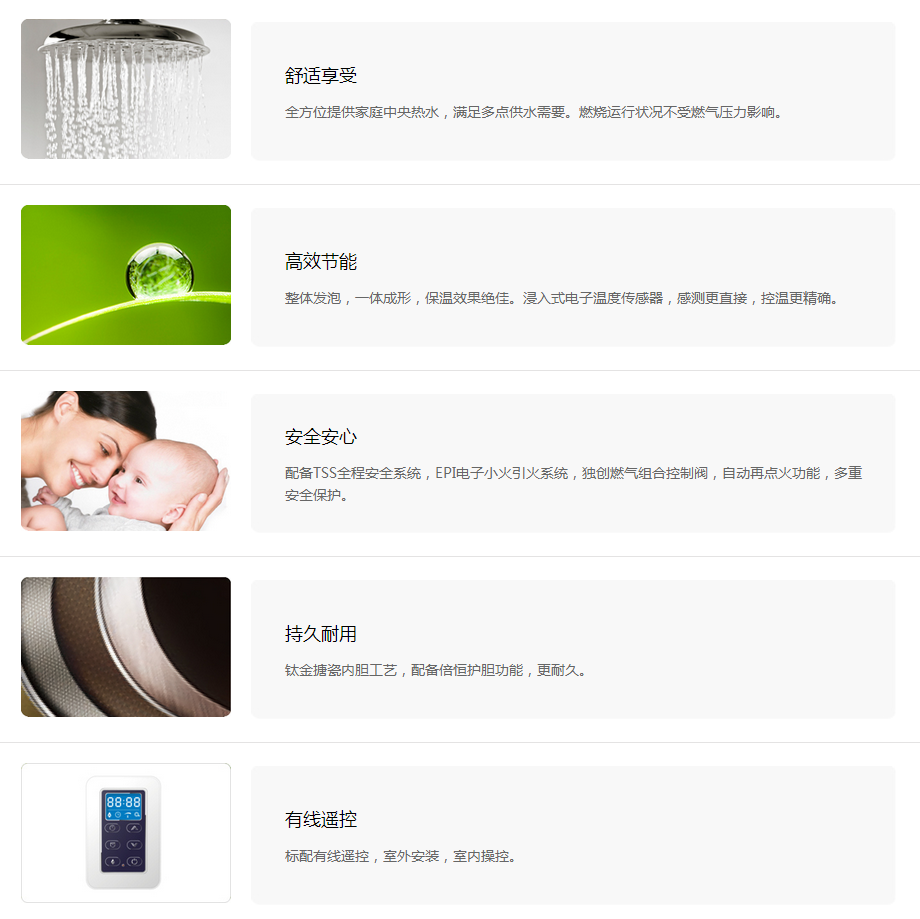 舒适享受
全方位提供家庭中央热水，满足多点供水需要。燃烧运行状况不受燃气压力影响。
高效节能
整体发泡，一体成形，保温效果绝佳。浸入式电子温度传感器，感测更直接，控温更精确。
安全安心
配备TSS全程安全系统，EPI电子小火引火系统，独创燃气组合控制阀，自动再点火功能，多重
安全保护。
持久耐用
钛金搪瓷内胆工艺，配备倍恒护胆功能，更耐久。
88:88
有线遥控
标配有线遥控，室外安装，室内操控。